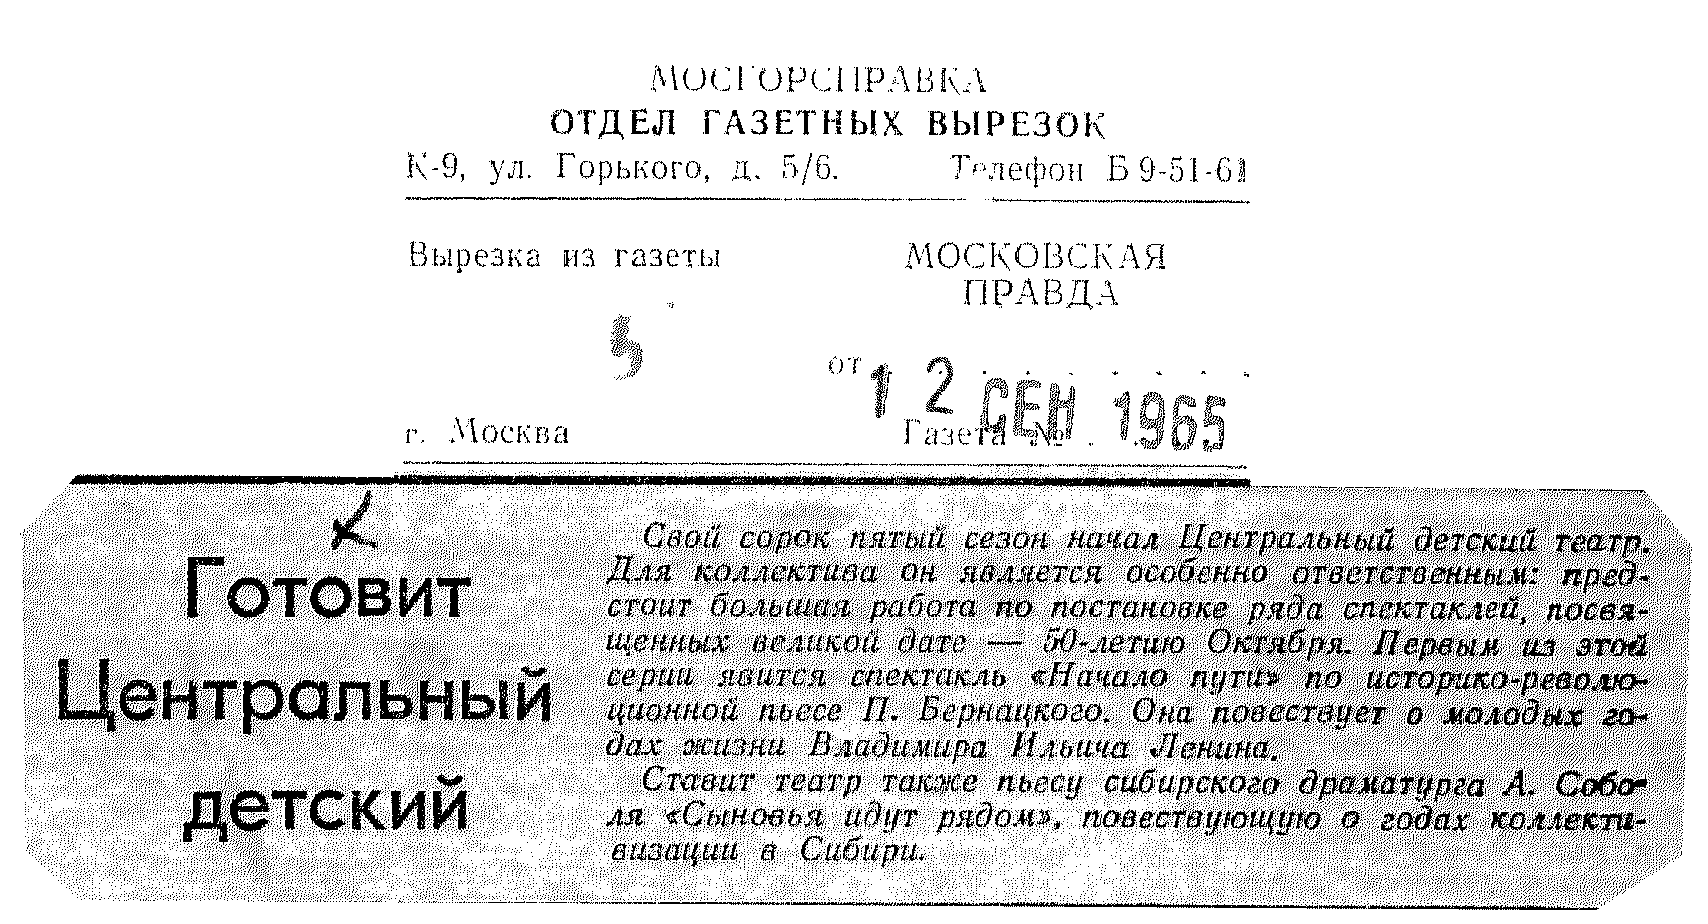 МОСГОРСПРАВКА
ОТДЕЛ ГАЗЕТНЫХ ВЫРЕЗОК
К-9, ул. Горького, д. 5/6. Телефон Б 9-51-61
Вырезка из газеты МОСКОВСКАЯ
ПРАВДА
5
от 12 СЕН 1965
г. Москва Газета № . . . .
Готовит
Центральный
детский
Свой сорок пятый сезон начал Центральный детский театр.
Для коллектива он является особенно ответственным: пред-
стоит большая работа по постановке ряда спектаклей, посвя-
щенных великой дате — 50-летию Октября. Первым из этой
серии явится спектакль «Начало пути» по историко-револю-
ционной пьесе П. Бернацкого. Она повествует о молодых го-
дах жизни Владимира Ильича Ленина.
Ставит театр также пьесу сибирского драматурга А. Собо-
ля «Сыновья идут рядом», повествующую о годах коллекти-
визации в Сибири.